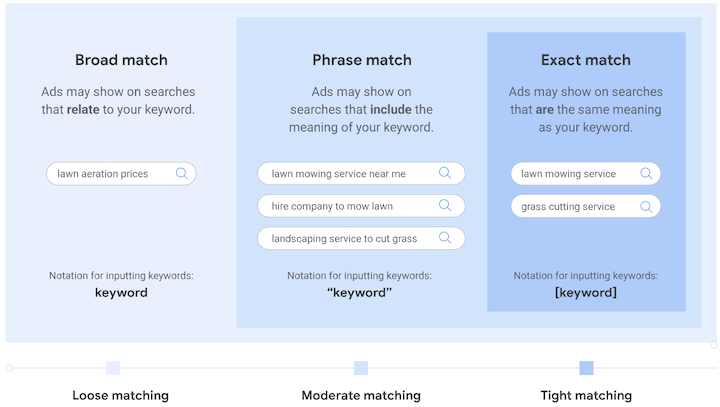 Broad match
Ads may show on searches
that relate to your keyword.
lawn aeration prices
Notation for inputting keywords:
keyword
Phrase match
Ads may show on
searches that include the
meaning of your keyword.
lawn mowing service near me
hire company to mow lawn
landscaping service to cut grass
Notation for inputting keywords:
“keyword”
Exact match
Ads may show on searches
that are the same meaning
as your keyword.
lawn mowing service
grass cutting service
Notation for inputting keywords:
[keyword]
Loose matching
Moderate matching
Tight matching